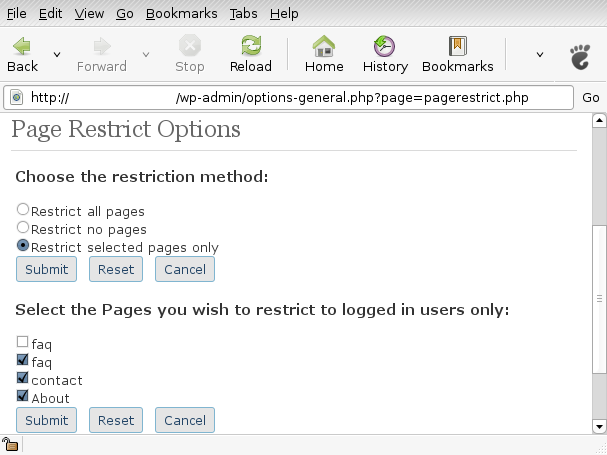 File Edit View Go Bookmarks Tabs Help
Back Forward Stop Reload Home History Bookmarks
http:// /wp-admin/options-general.php?page=pagerestrict.php Go
Page Restrict Options
Choose the restriction method:
Restrict all pages
Restrict no pages
Restrict selected pages only
Submit Reset Cancel
Select the Pages you wish to restrict to logged in users only:
faq
faq
contact
About
Submit Reset Cancel